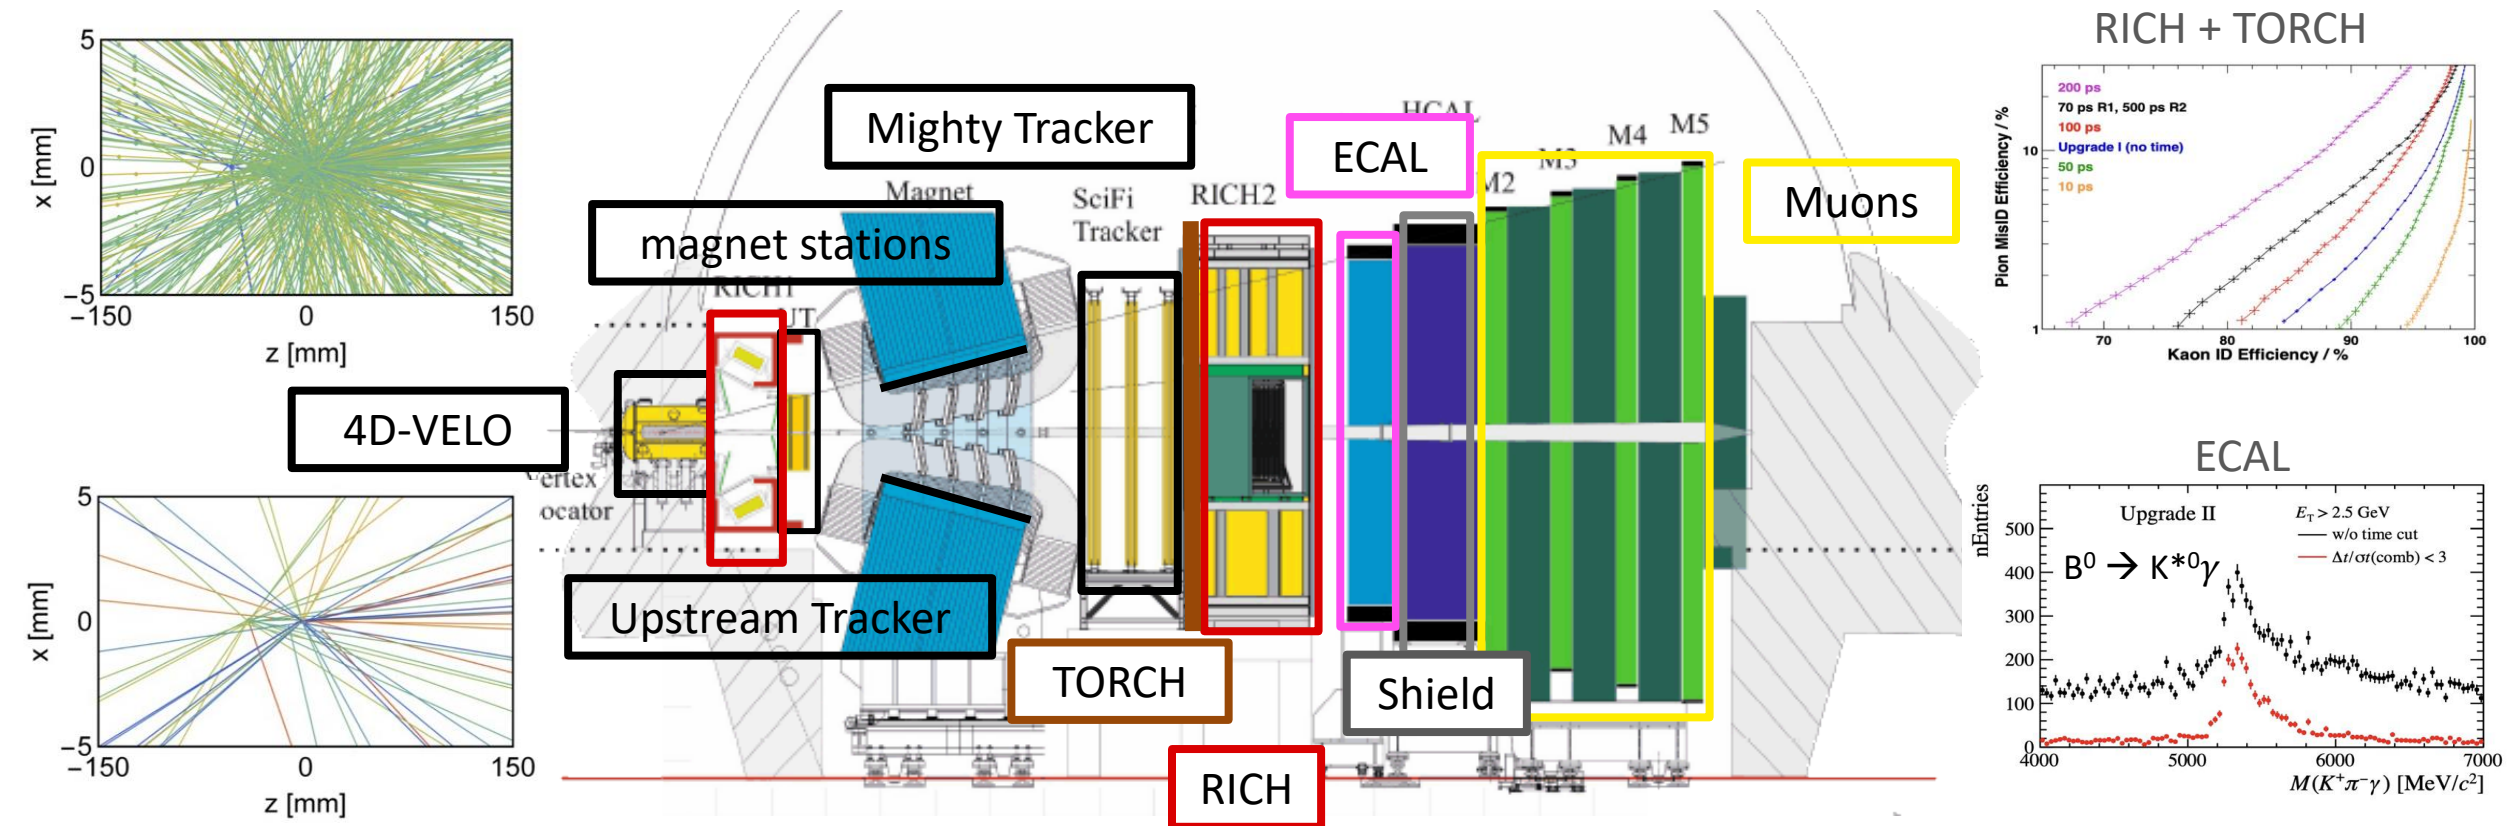 5
0
−5
x [mm]
−150
0
150
z [mm]
5
0
−5
x [mm]
−150
0
150
z [mm]
4D-VELO
ocator
Mighty Tracker
Magnet
magnet stations
RICH1
UT
Upstream Tracker
SciFi
Tracker
RICH2
TORCH
RICH
ECAL
HCAL
Shield
M2
M3
M4
M5
Muons
RICH + TORCH
Pion MisID Efficiency / %
10
1
200 ps
70 ps R1, 500 ps R2
100 ps
Upgrade I (no time)
50 ps
10 ps
70
80
90
100
Kaon ID Efficiency / %
ECAL
nEntries
500
400
300
200
100
0
Upgrade II
B⁰ → K*⁰γ
E_T > 2.5 GeV
w/o time cut
Δt/σt(comb) < 3
4000
5000
6000
7000
M(K⁺π⁻γ) [MeV/c²]